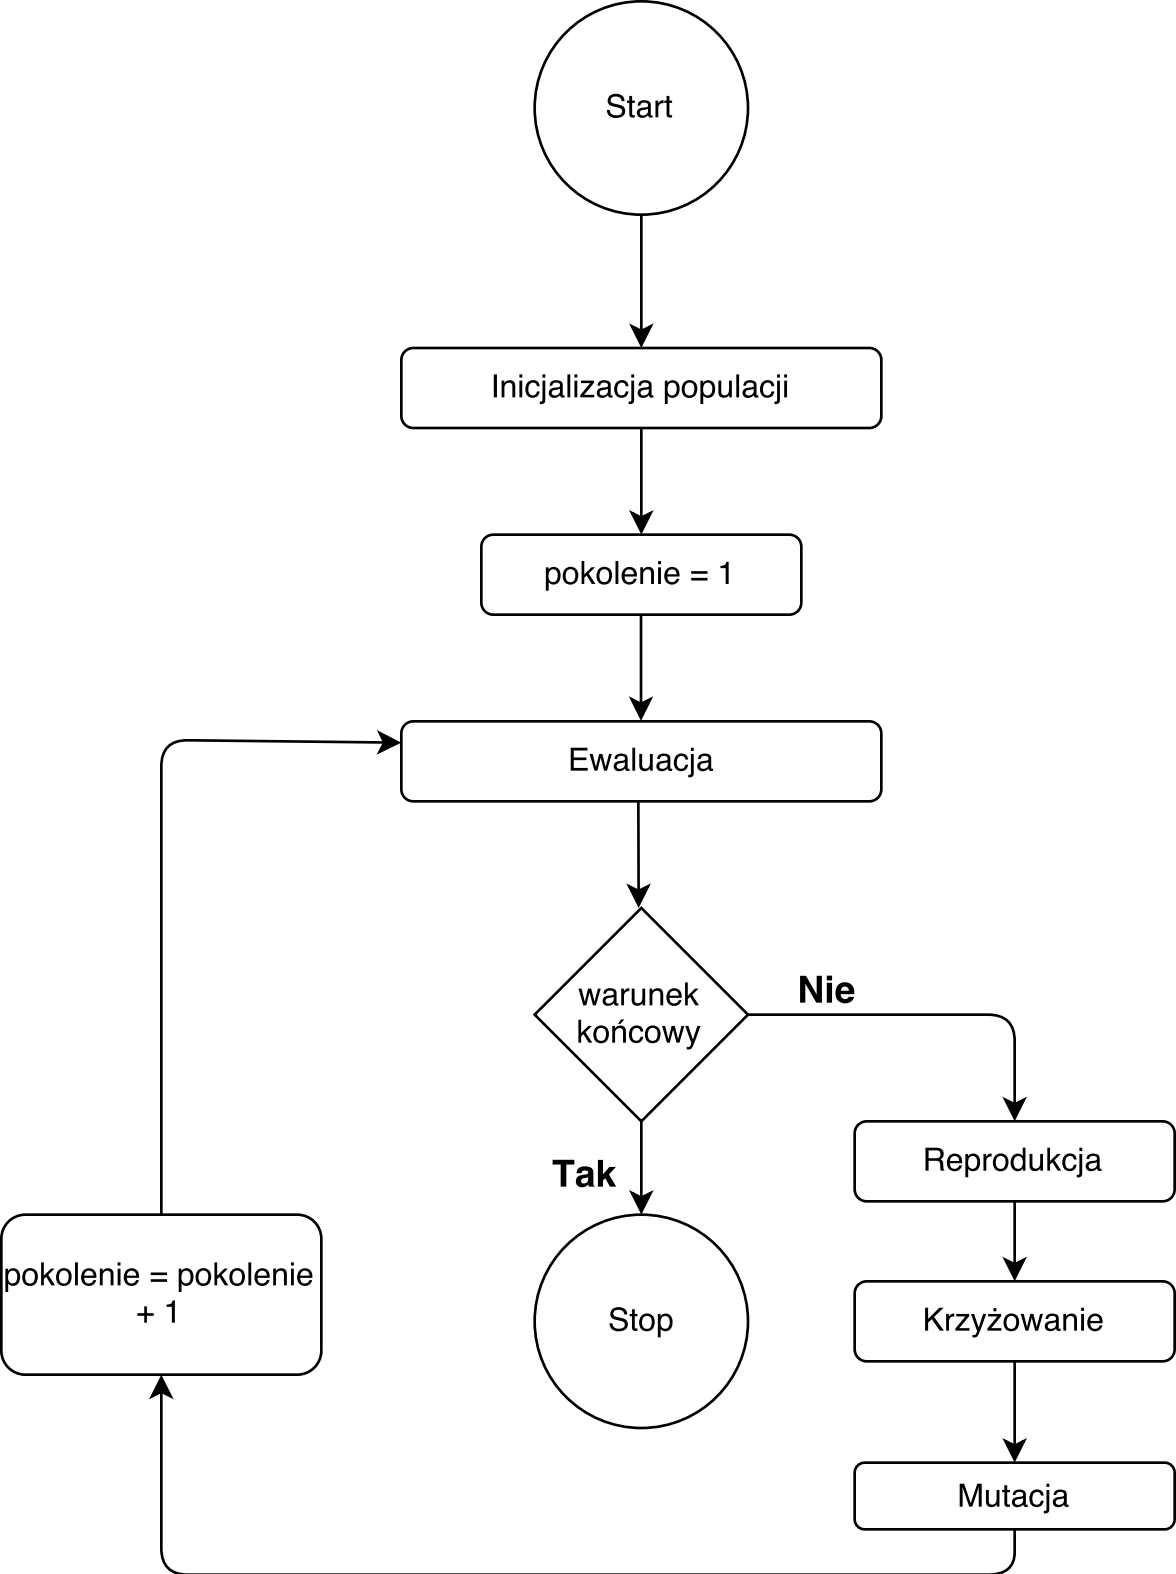 Start
Inicjalizacja populacji
pokolenie = 1
Ewaluacja
warunek
końcowy
Nie
Tak
Reprodukcja
Krzyżowanie
Mutacja
Stop
pokolenie = pokolenie
+ 1